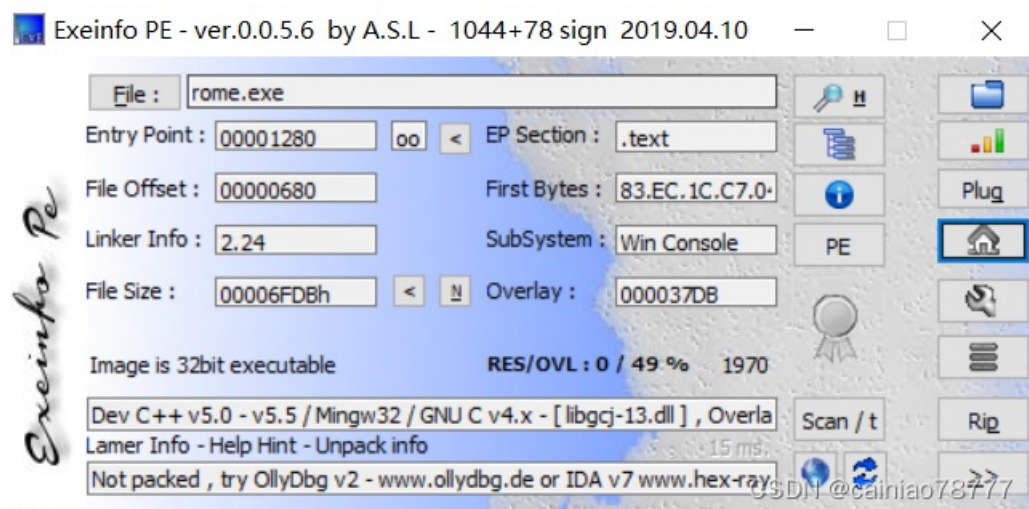 Exeinfo PE - ver.0.0.5.6 by A.S.L - 1044+78 sign 2019.04.10
File : rome.exe H
Entry Point : 00001280 oo < EP Section : .text
File Offset : 00000680 First Bytes : 83.EC.1C.C7.0 Plug
Linker Info : 2.24 SubSystem : Win Console PE
File Size : 00006FDBh < N Overlay : 000037DB
Image is 32bit executable RES/OVL : 0 / 49 % 1970
Dev C++ v5.0 - v5.5 / Mingw32 / GNU C v4.x - [ libgcj-13.dll ] , Overla Scan / t Rip
Lamer Info - Help Hint - Unpack info 15 ms.
Not packed , try OllyDbg v2 - www.ollydbg.de or IDA v7 www.hex-ray >>
Exeinfo Pe
CSDN @cainiao78777